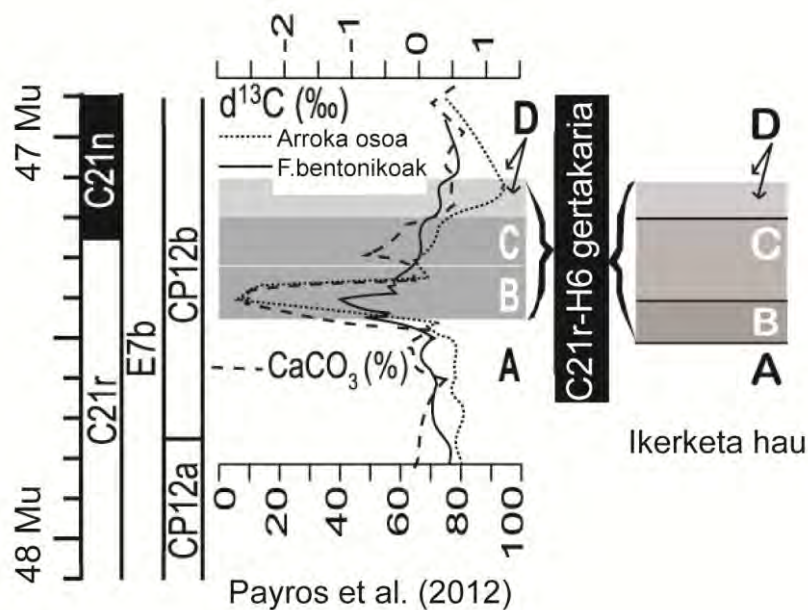 -2 -1 0 1
47 Mu
48 Mu
C21n
C21r
E7b
CP12b
CP12a
d¹³C (‰)
Arroka osoa
F.bentonikoak
D
C
B
A
CaCO₃ (%)
0 20 40 60 80 100
Payros et al. (2012)
C21r-H6 gertakaria
D
C
B
A
Ikerketa hau